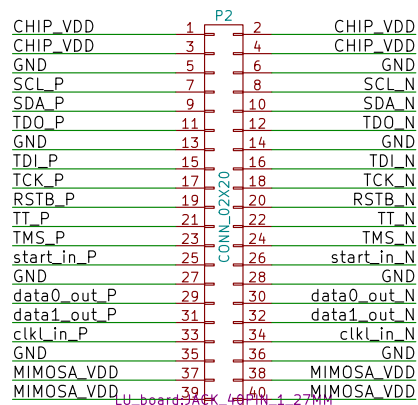 P2
CHIP_VDD 1 2 CHIP_VDD
CHIP_VDD 3 4 CHIP_VDD
GND 5 6 GND
SCL_P 7 8 SCL_N
SDA_P 9 10 SDA_N
TDO_P 11 12 TDO_N
GND 13 14 GND
TDI_P 15 16 TDI_N
TCK_P 17 18 TCK_N
RSTB_P 19 20 RSTB_N
TT_P 21 22 TT_N
TMS_P 23 24 TMS_N
start_in_P 25 26 start_in_N
GND 27 28 GND
data0_out_P 29 30 data0_out_N
data1_out_P 31 32 data1_out_N
clkl_in_P 33 34 clkl_in_N
GND 35 36 GND
MIMOSA_VDD 37 38 MIMOSA_VDD
MIMOSA_VDD 39 40 MIMOSA_VDD
CONN_02X20
LU_board:JACK_40PIN_1_27MM